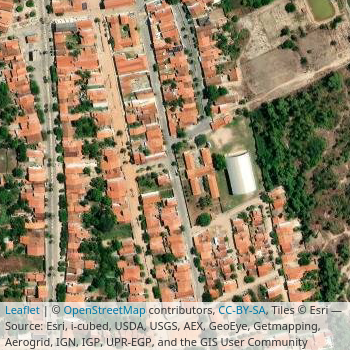 Leaflet | © OpenStreetMap contributors, CC-BY-SA, Tiles © Esri —
Source: Esri, i-cubed, USDA, USGS, AEX, GeoEye, Getmapping,
Aerogrid, IGN, IGP, UPR-EGP, and the GIS User Community